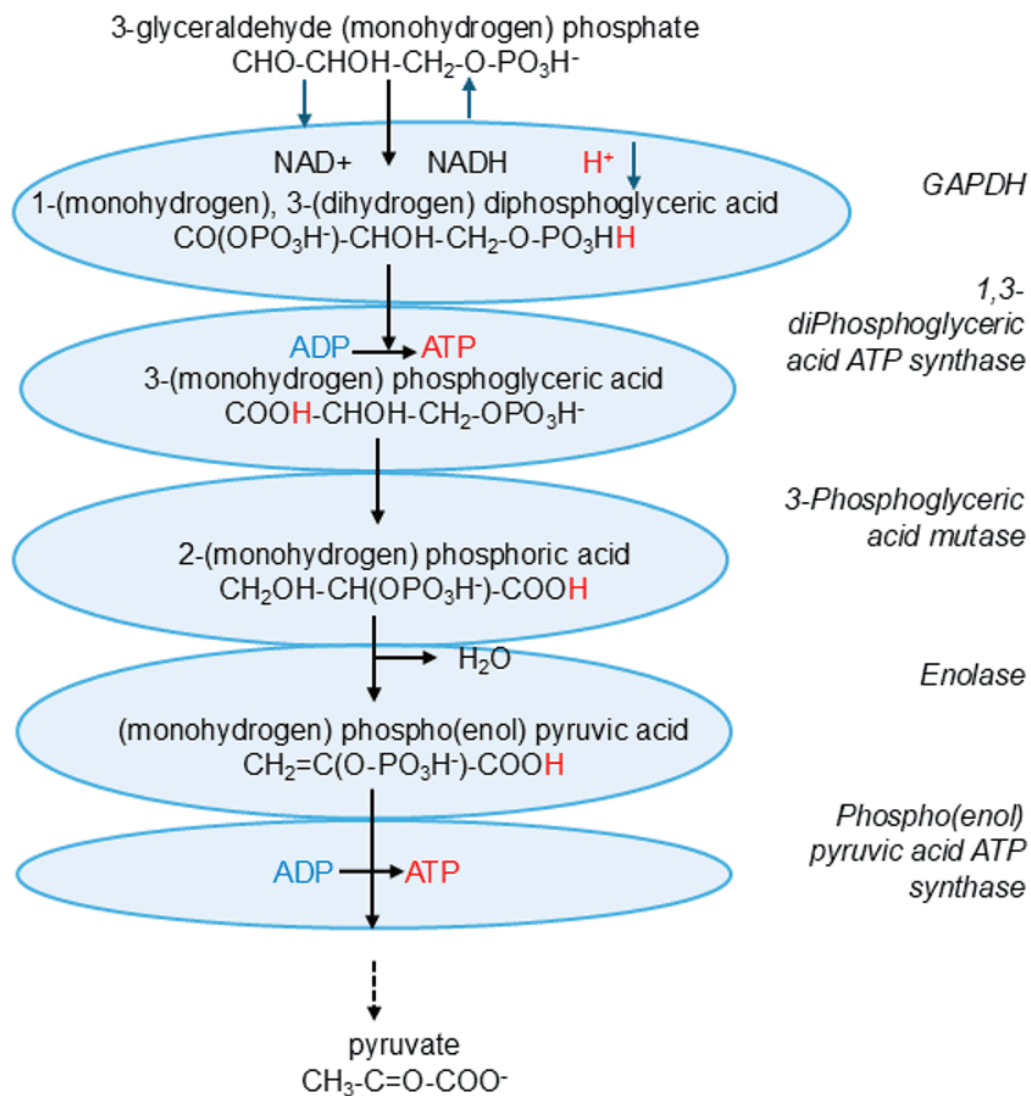 3-glyceraldehyde (monohydrogen) phosphate
CHO-CHOH-CH₂-O-PO₃H⁻
NAD+ NADH H⁺
GAPDH
1-(monohydrogen), 3-(dihydrogen) diphosphoglyceric acid
CO(OPO₃H⁻)-CHOH-CH₂-O-PO₃HH
1,3-
diPhosphoglyceric
acid ATP synthase
ADP ATP
3-(monohydrogen) phosphoglyceric acid
COOH-CHOH-CH₂-OPO₃H⁻
3-Phosphoglyceric
acid mutase
2-(monohydrogen) phosphoric acid
CH₂OH-CH(OPO₃H⁻)-COOH
H₂O
Enolase
(monohydrogen) phospho(enol) pyruvic acid
CH₂=C(O-PO₃H⁻)-COOH
Phospho(enol)
pyruvic acid ATP
synthase
ADP ATP
pyruvate
CH₃-C=O-COO⁻